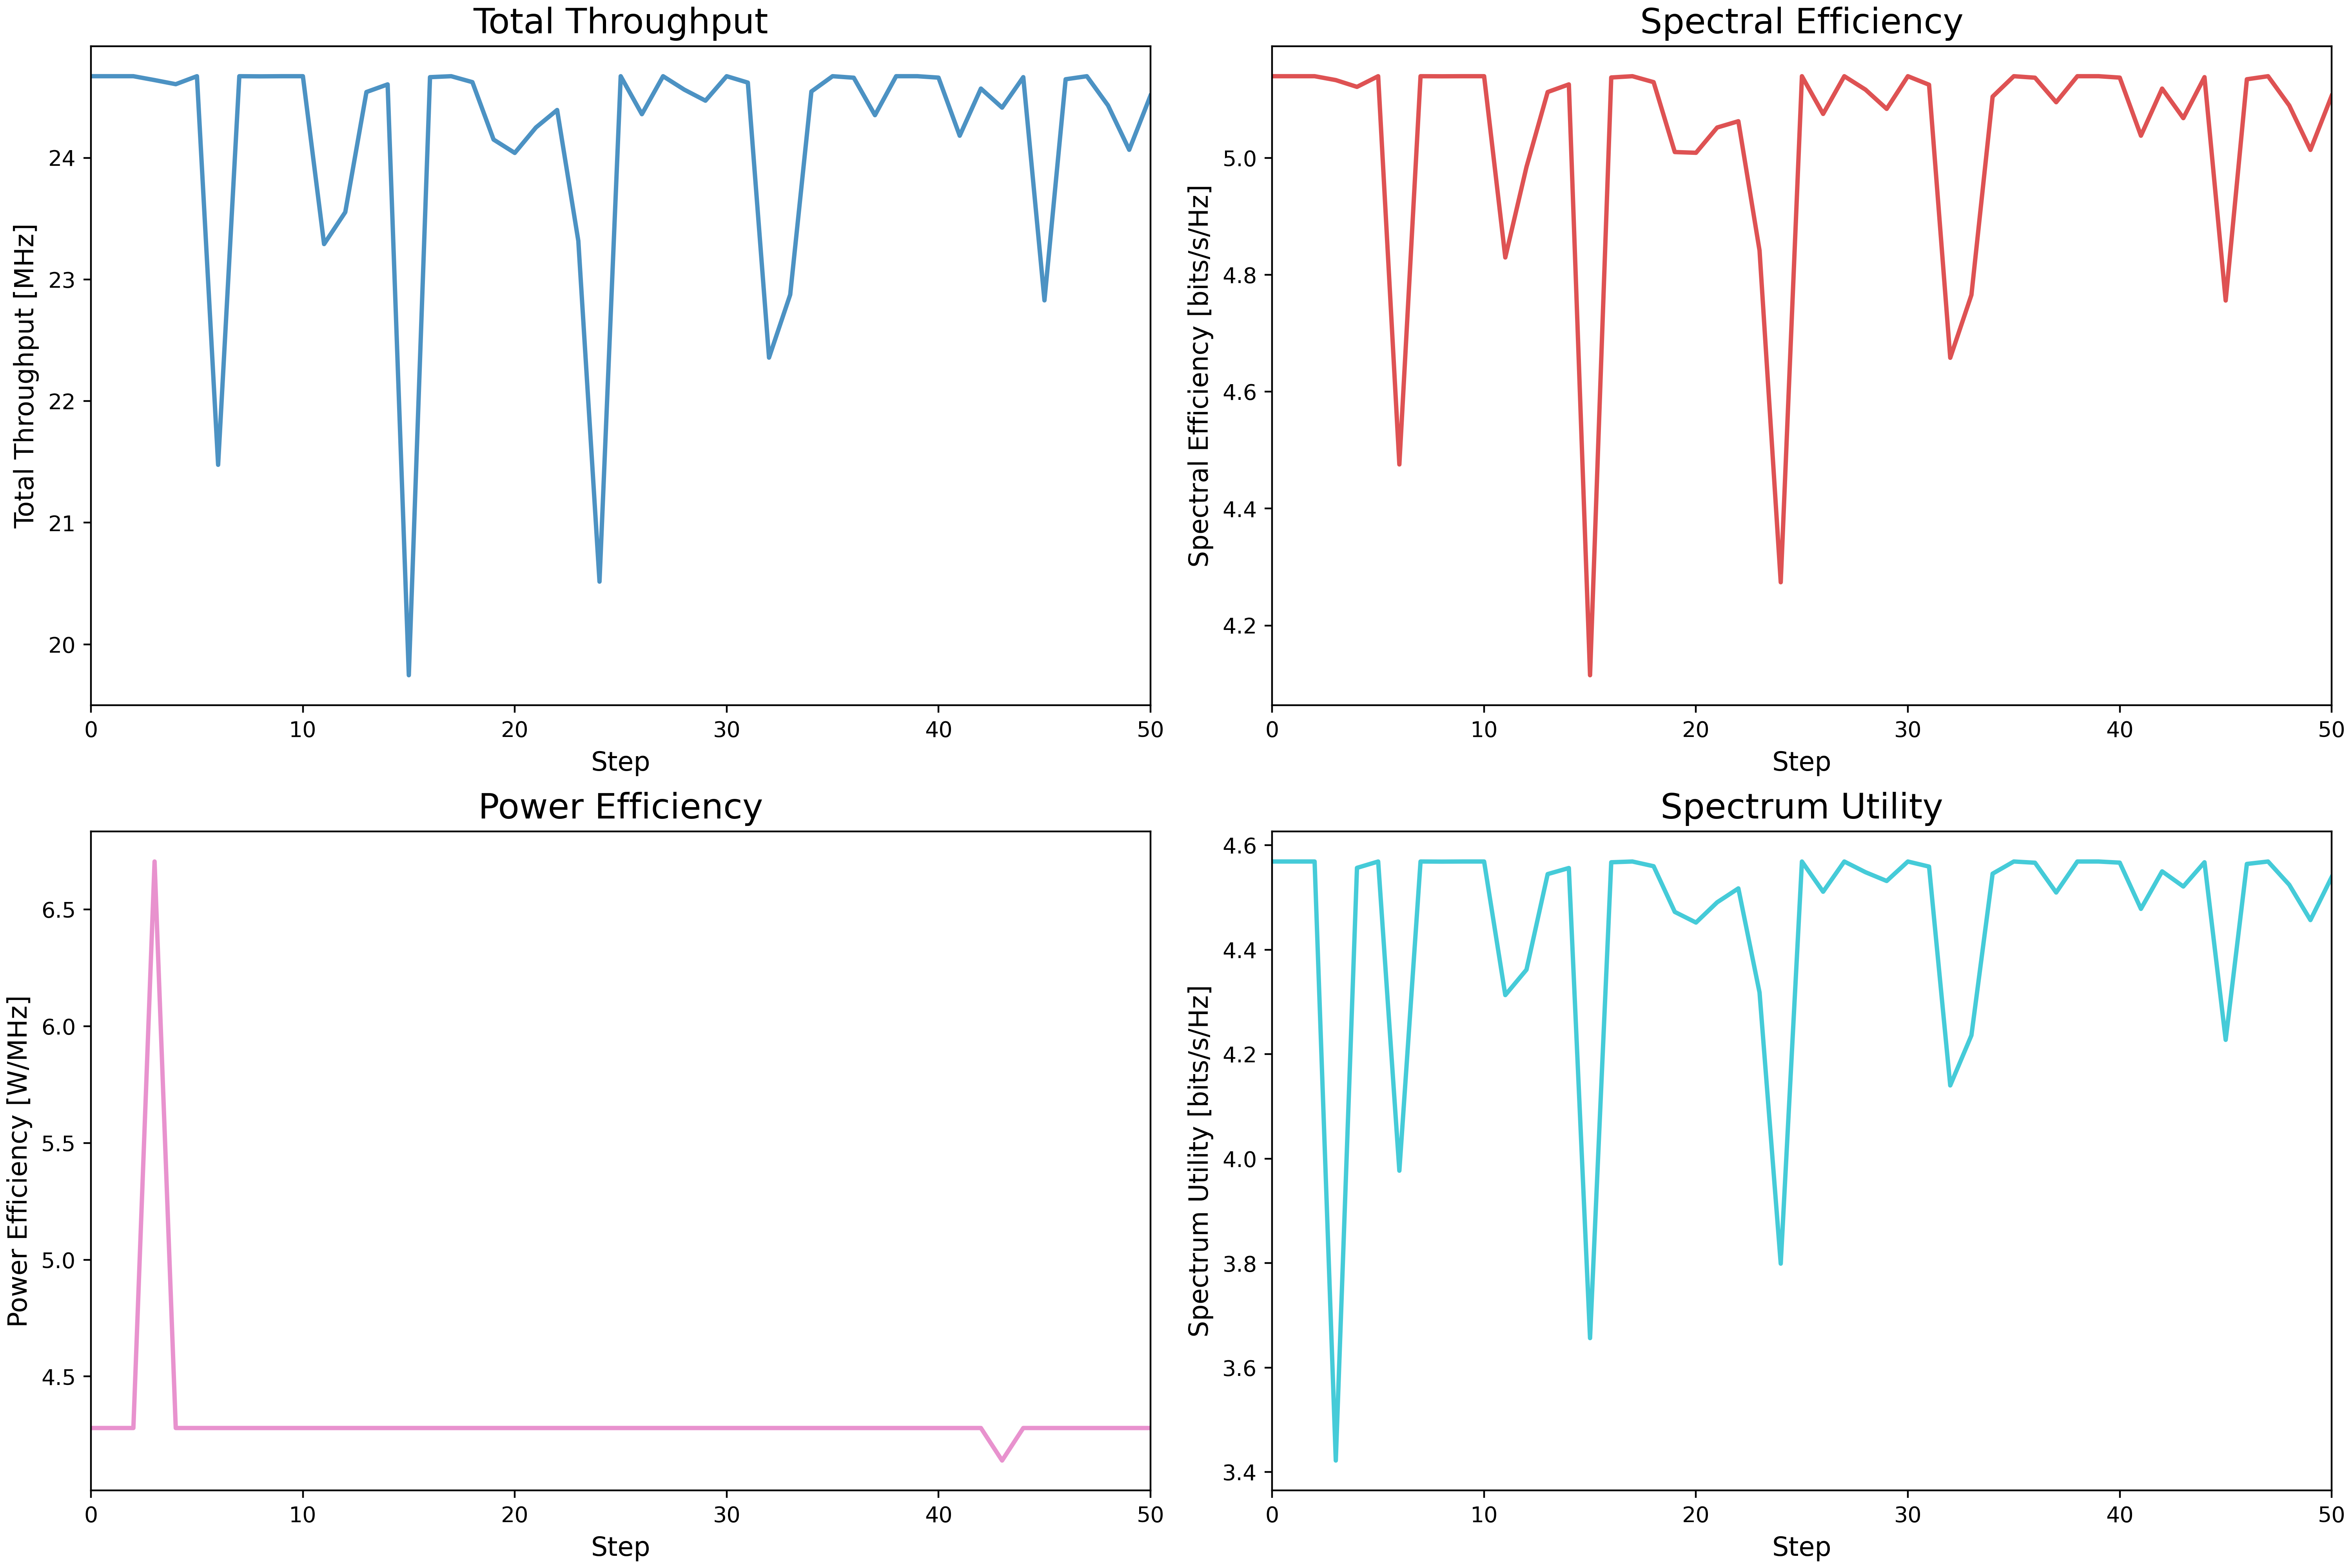 Total Throughput
Total Throughput [MHz]
24
23
22
21
20
0 10 20 30 40 50
Step
Spectral Efficiency
Spectral Efficiency [bits/s/Hz]
5.0
4.8
4.6
4.4
4.2
0 10 20 30 40 50
Step
Power Efficiency
Power Efficiency [W/MHz]
6.5
6.0
5.5
5.0
4.5
0 10 20 30 40 50
Step
Spectrum Utility
Spectrum Utility [bits/s/Hz]
4.6
4.4
4.2
4.0
3.8
3.6
3.4
0 10 20 30 40 50
Step